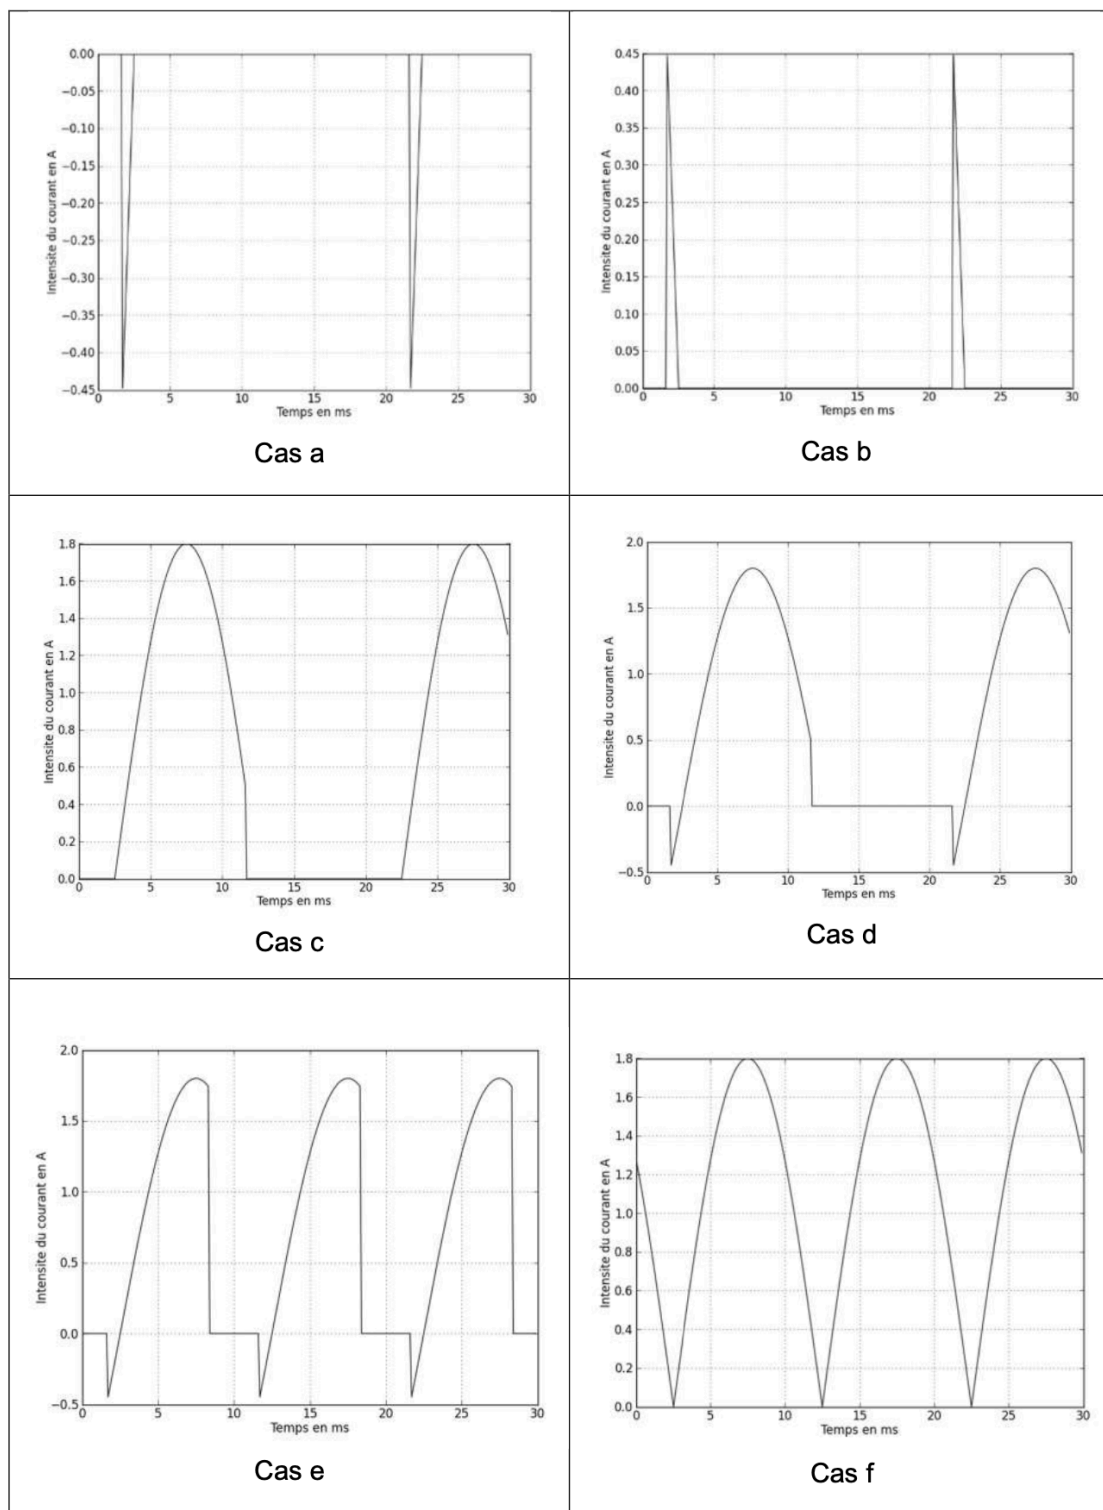 0.00
−0.05
−0.10
−0.15
−0.20
−0.25
−0.30
−0.35
−0.40
−0.45
Intensite du courant en A
0 5 10 15 20 25 30
Temps en ms
Cas a
0.45
0.40
0.35
0.30
0.25
0.20
0.15
0.10
0.05
0.00
Intensite du courant en A
0 5 10 15 20 25 30
Temps en ms
Cas b
1.8
1.6
1.4
1.2
1.0
0.8
0.6
0.4
0.2
0.0
Intensite du courant en A
0 5 10 15 20 25 30
Temps en ms
Cas c
2.0
1.5
1.0
0.5
0.0
−0.5
Intensite du courant en A
0 5 10 15 20 25 30
Temps en ms
Cas d
2.0
1.5
1.0
0.5
0.0
−0.5
Intensite du courant en A
0 5 10 15 20 25 30
Temps en ms
Cas e
1.8
1.6
1.4
1.2
1.0
0.8
0.6
0.4
0.2
0.0
Intensite du courant en A
0 5 10 15 20 25 30
Temps en ms
Cas f